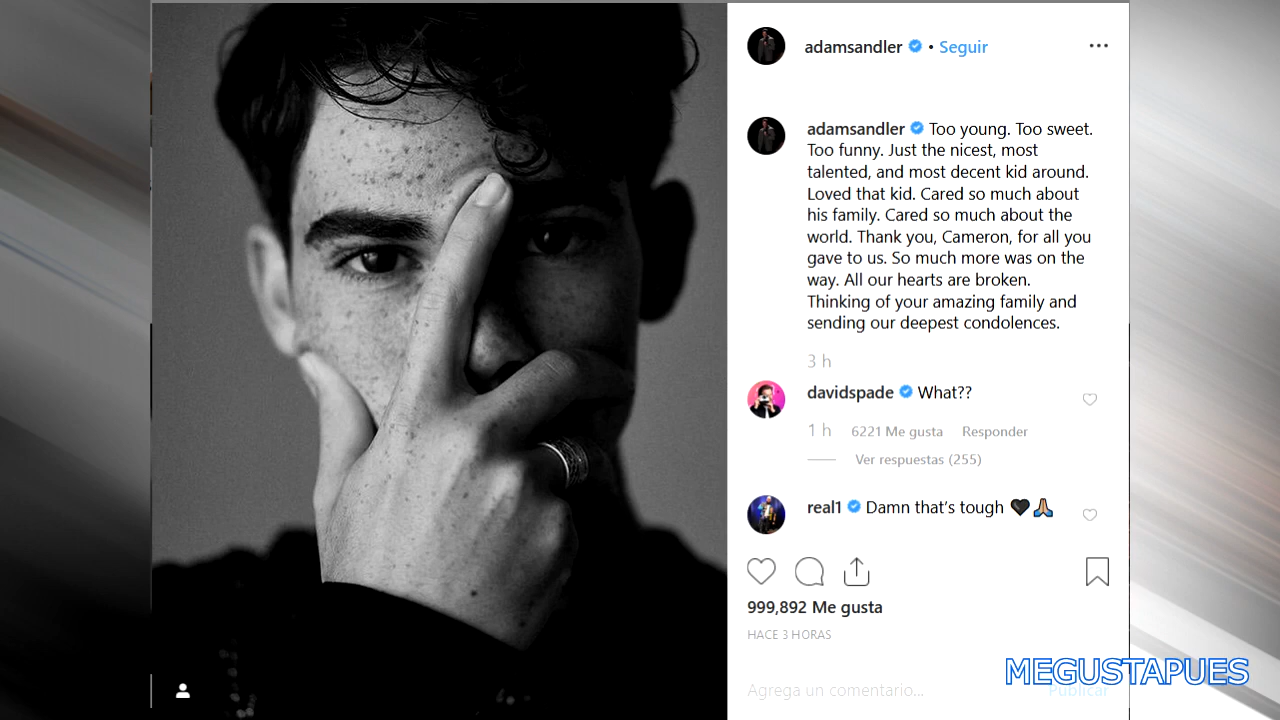 adamsandler • Seguir
adamsandler Too young. Too sweet.
Too funny. Just the nicest, most
talented, and most decent kid around.
Loved that kid. Cared so much about
his family. Cared so much about the
world. Thank you, Cameron, for all you
gave to us. So much more was on the
way. All our hearts are broken.
Thinking of your amazing family and
sending our deepest condolences.
3 h
davidspade What??
1 h 6221 Me gusta Responder
Ver respuestas (255)
real1 Damn that’s tough 🖤🙏🏽
999,892 Me gusta
HACE 3 HORAS
MEGUSTAPUES
Agrega un comentario... Publicar